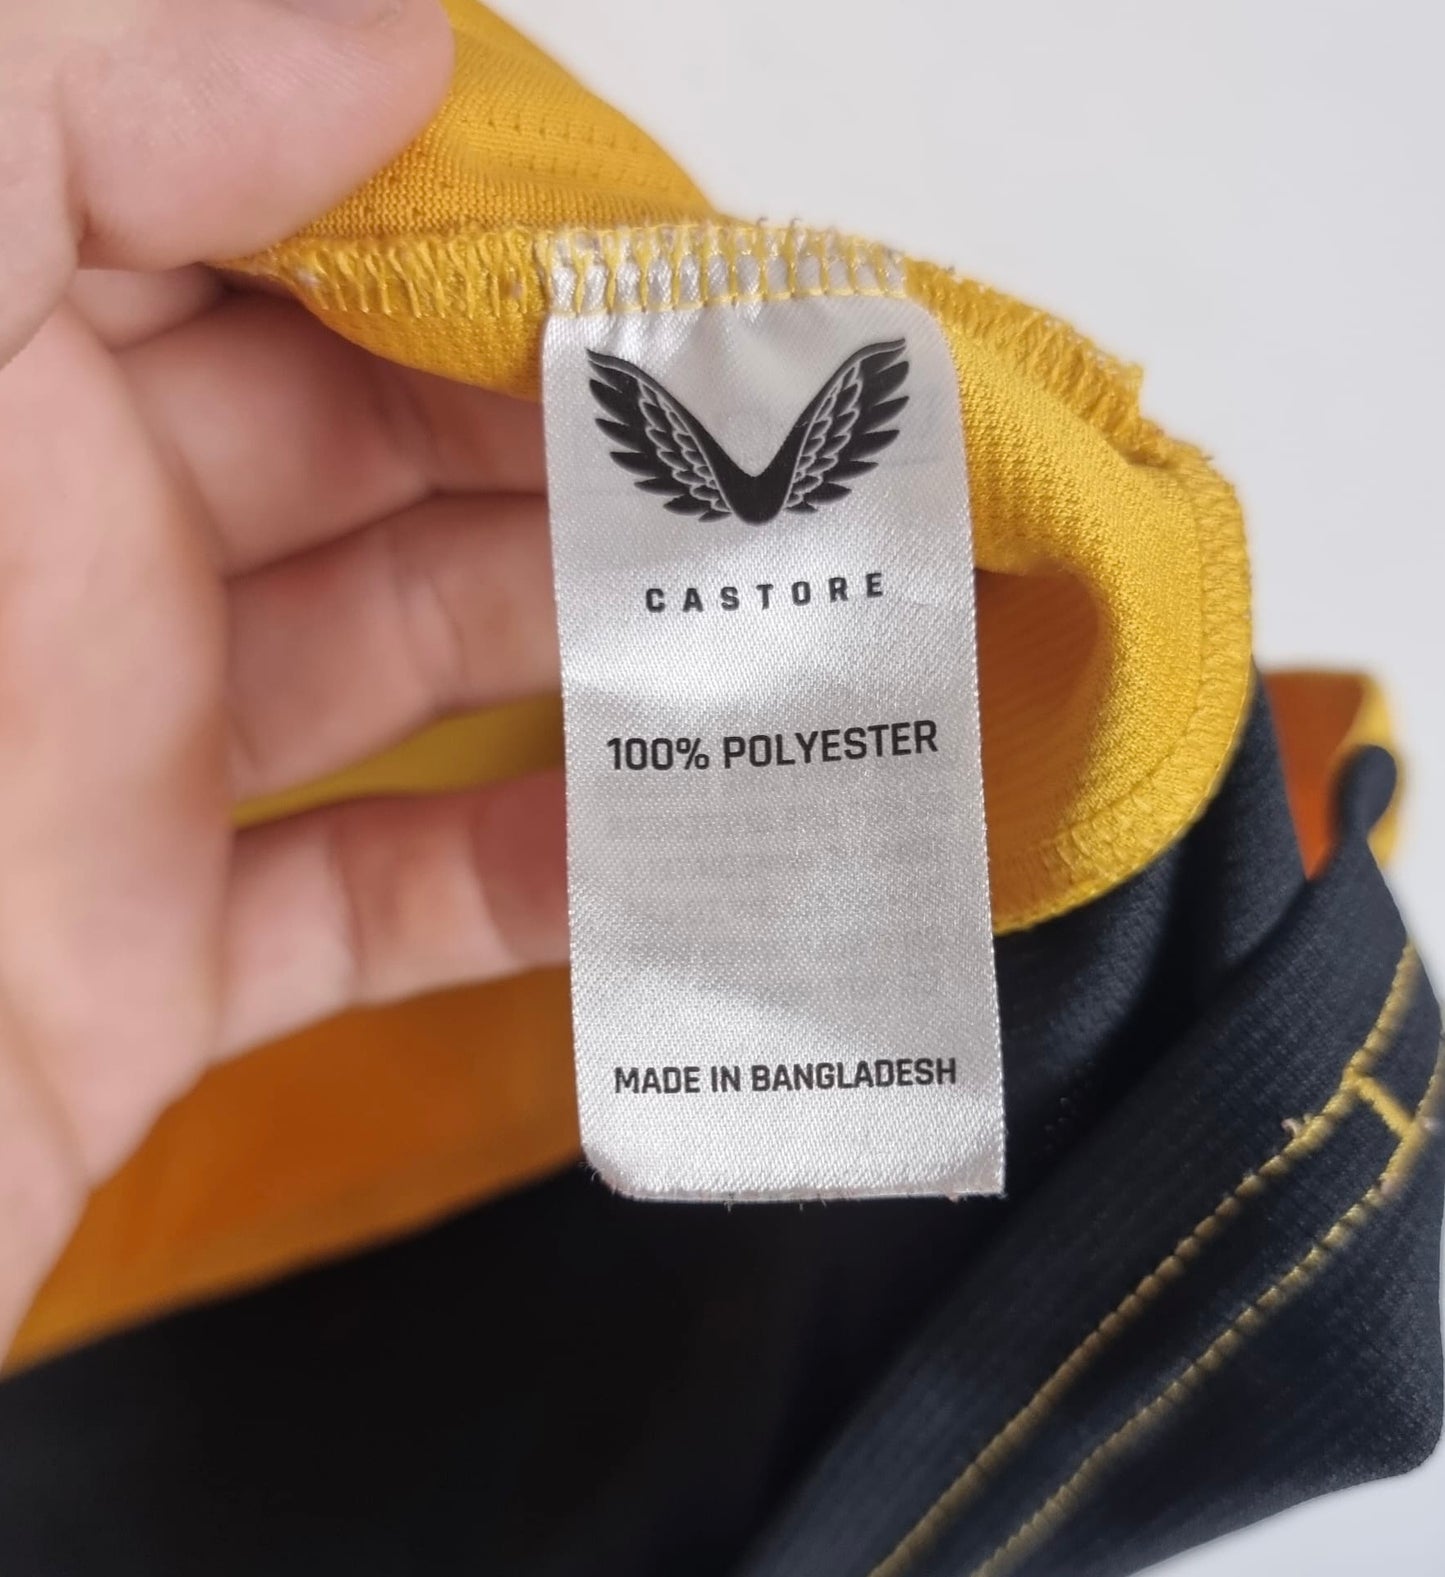 CASTORE
100% POLYESTER
MADE IN BANGLADESH